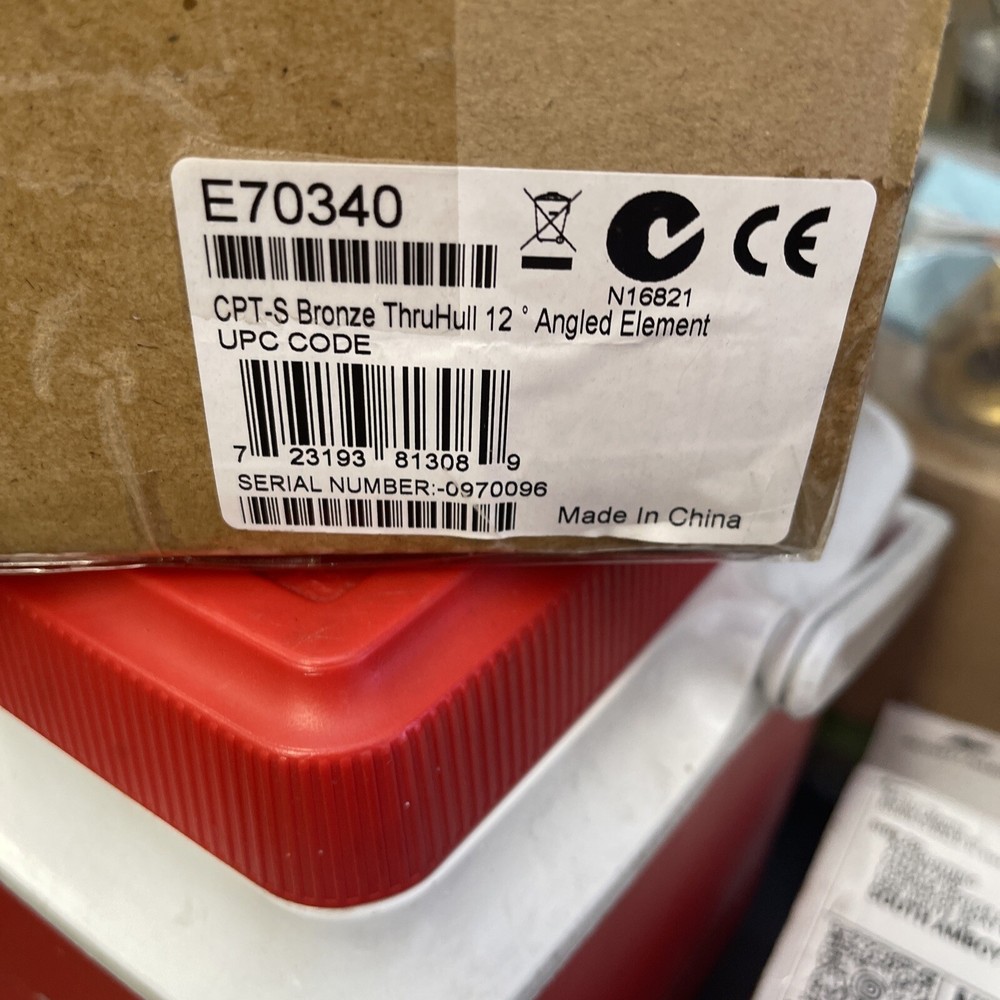 E70340
N16821
CPT-S Bronze ThruHull 12 ° Angled Element
UPC CODE
7 23193 81308 9
SERIAL NUMBER:-0970096
Made In China